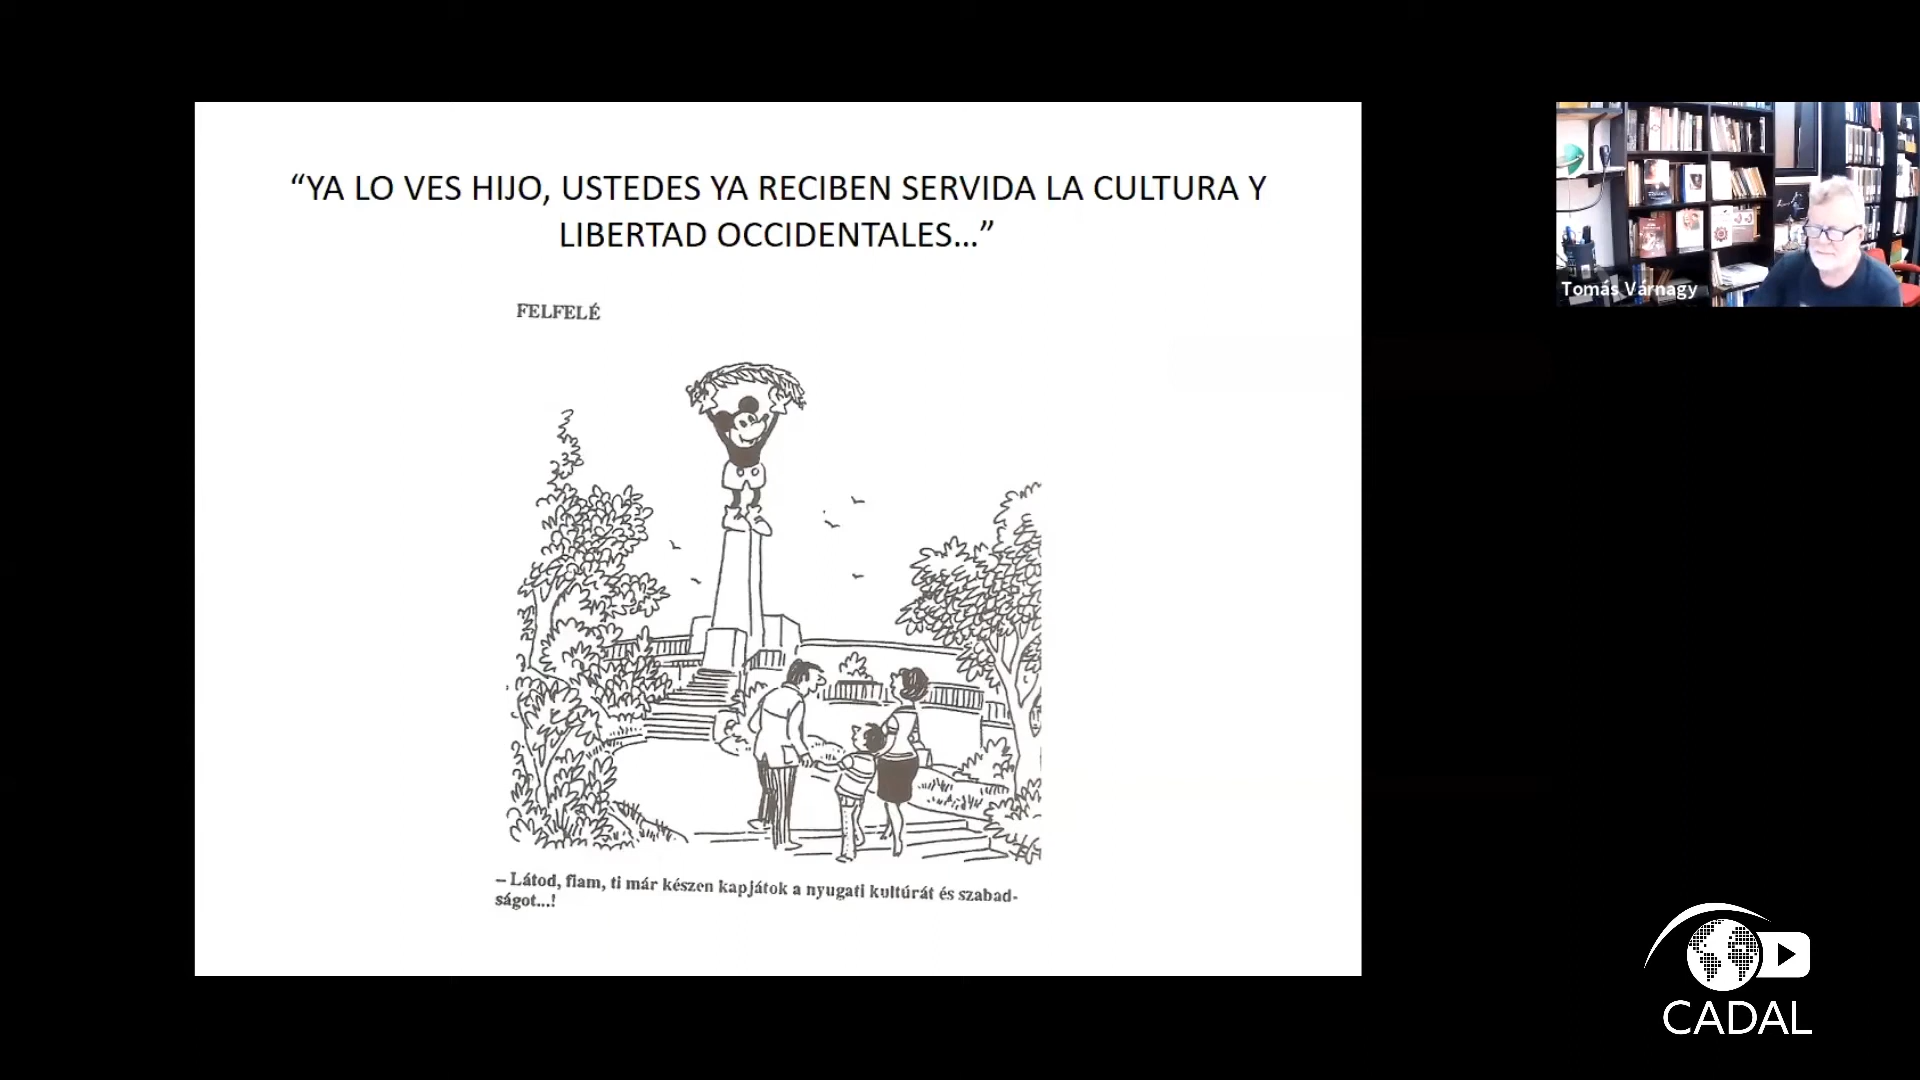 “YA LO VES HIJO, USTEDES YA RECIBEN SERVIDA LA CULTURA Y
LIBERTAD OCCIDENTALES...”
FELFELÉ
– Látod, fiam, ti már készen kapjátok a nyugati kultúrát és szabad-
ságot...!
Tomás Várnagy
CADAL